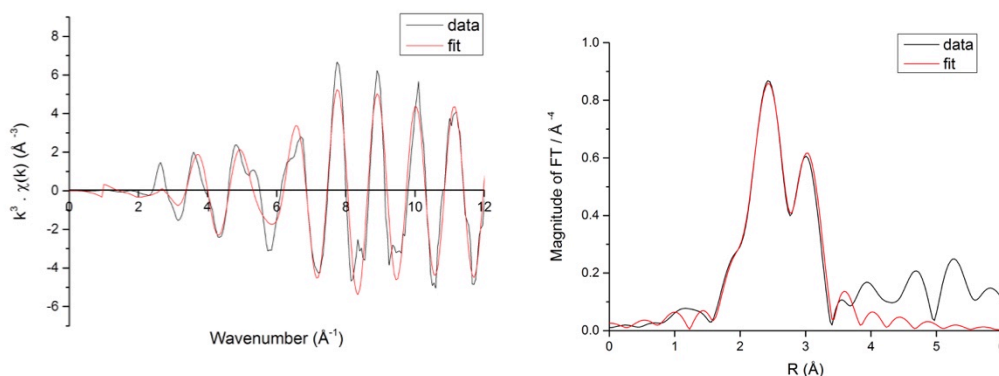 data
fit
k³ . χ(k) (Å ⁻³)
6
4
2
0
-2
-4
-6
0 2 4 6 8 10 12
Wavenumber (Å⁻¹)
data
fit
Magnitude of FT / Å ⁻⁴
1.0
0.8
0.6
0.4
0.2
0.0
0 1 2 3 4 5
R (Å)